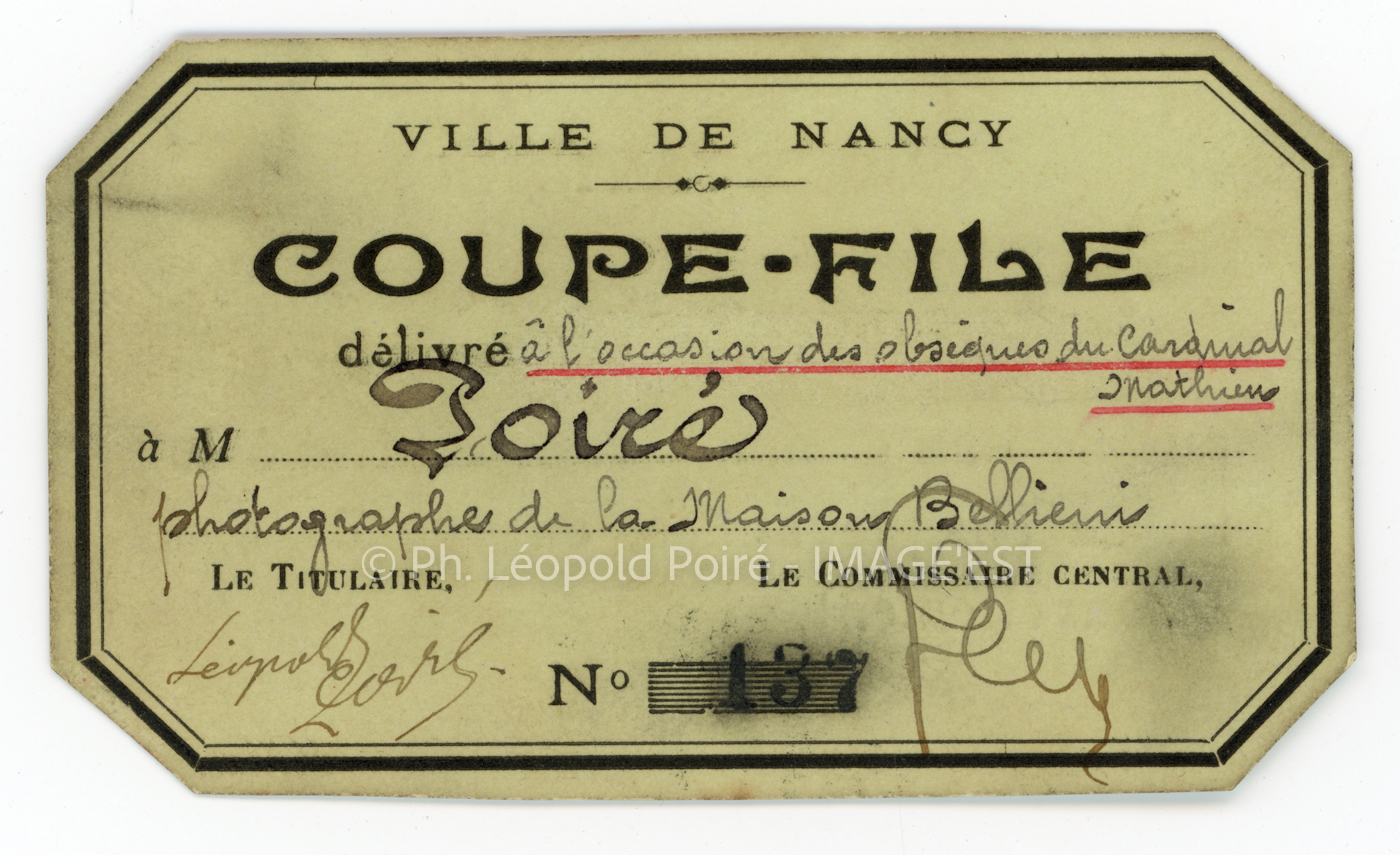 VILLE DE NANCY
COUPE-FILE
délivré à l'occasion des obsèques du Cardinal
Mathieu
à M Poiré
photographe de la Maison Bellieni
© Ph. Léopold Poiré - IMAGE'EST
LE TITULAIRE, LE COMMISSAIRE CENTRAL,
Léopold Poiré
Nº 137